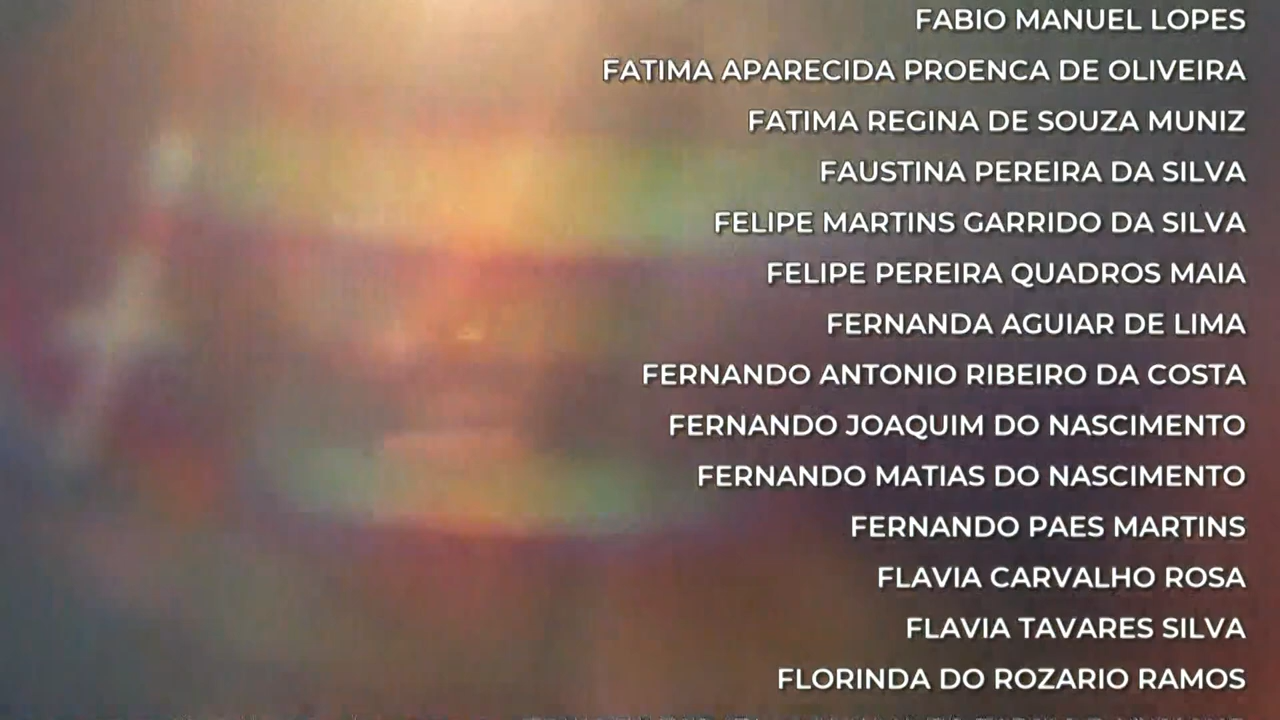 FABIO MANUEL LOPES
FATIMA APARECIDA PROENCA DE OLIVEIRA
FATIMA REGINA DE SOUZA MUNIZ
FAUSTINA PEREIRA DA SILVA
FELIPE MARTINS GARRIDO DA SILVA
FELIPE PEREIRA QUADROS MAIA
FERNANDA AGUIAR DE LIMA
FERNANDO ANTONIO RIBEIRO DA COSTA
FERNANDO JOAQUIM DO NASCIMENTO
FERNANDO MATIAS DO NASCIMENTO
FERNANDO PAES MARTINS
FLAVIA CARVALHO ROSA
FLAVIA TAVARES SILVA
FLORINDA DO ROZARIO RAMOS